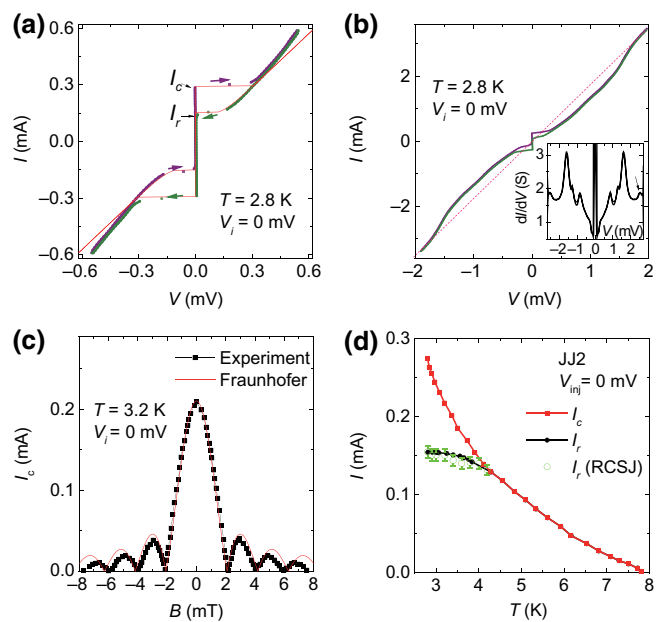 (a)
0.6
0.3
0.0
−0.3
−0.6
I (mA)
I_c
I_r
T = 2.8 K
V_i = 0 mV
−0.6 −0.3 0.0 0.3 0.6
V (mV)
(b)
2
0
−2
I (mA)
T = 2.8 K
V_i = 0 mV
3
2
1
dI/dV (S)
V (mV)
−2 −1 0 1 2
−2 −1 0 1 2
V (mV)
(c)
Experiment
Fraunhofer
T = 3.2 K
V_i = 0 mV
0.2
0.1
0.0
I_c (mA)
−8 −6 −4 −2 0 2 4 6 8
B (mT)
(d)
0.3
0.2
0.1
0.0
I (mA)
JJ2
V_inj = 0 mV
I_c
I_r
I_r (RCSJ)
3 4 5 6 7 8
T (K)